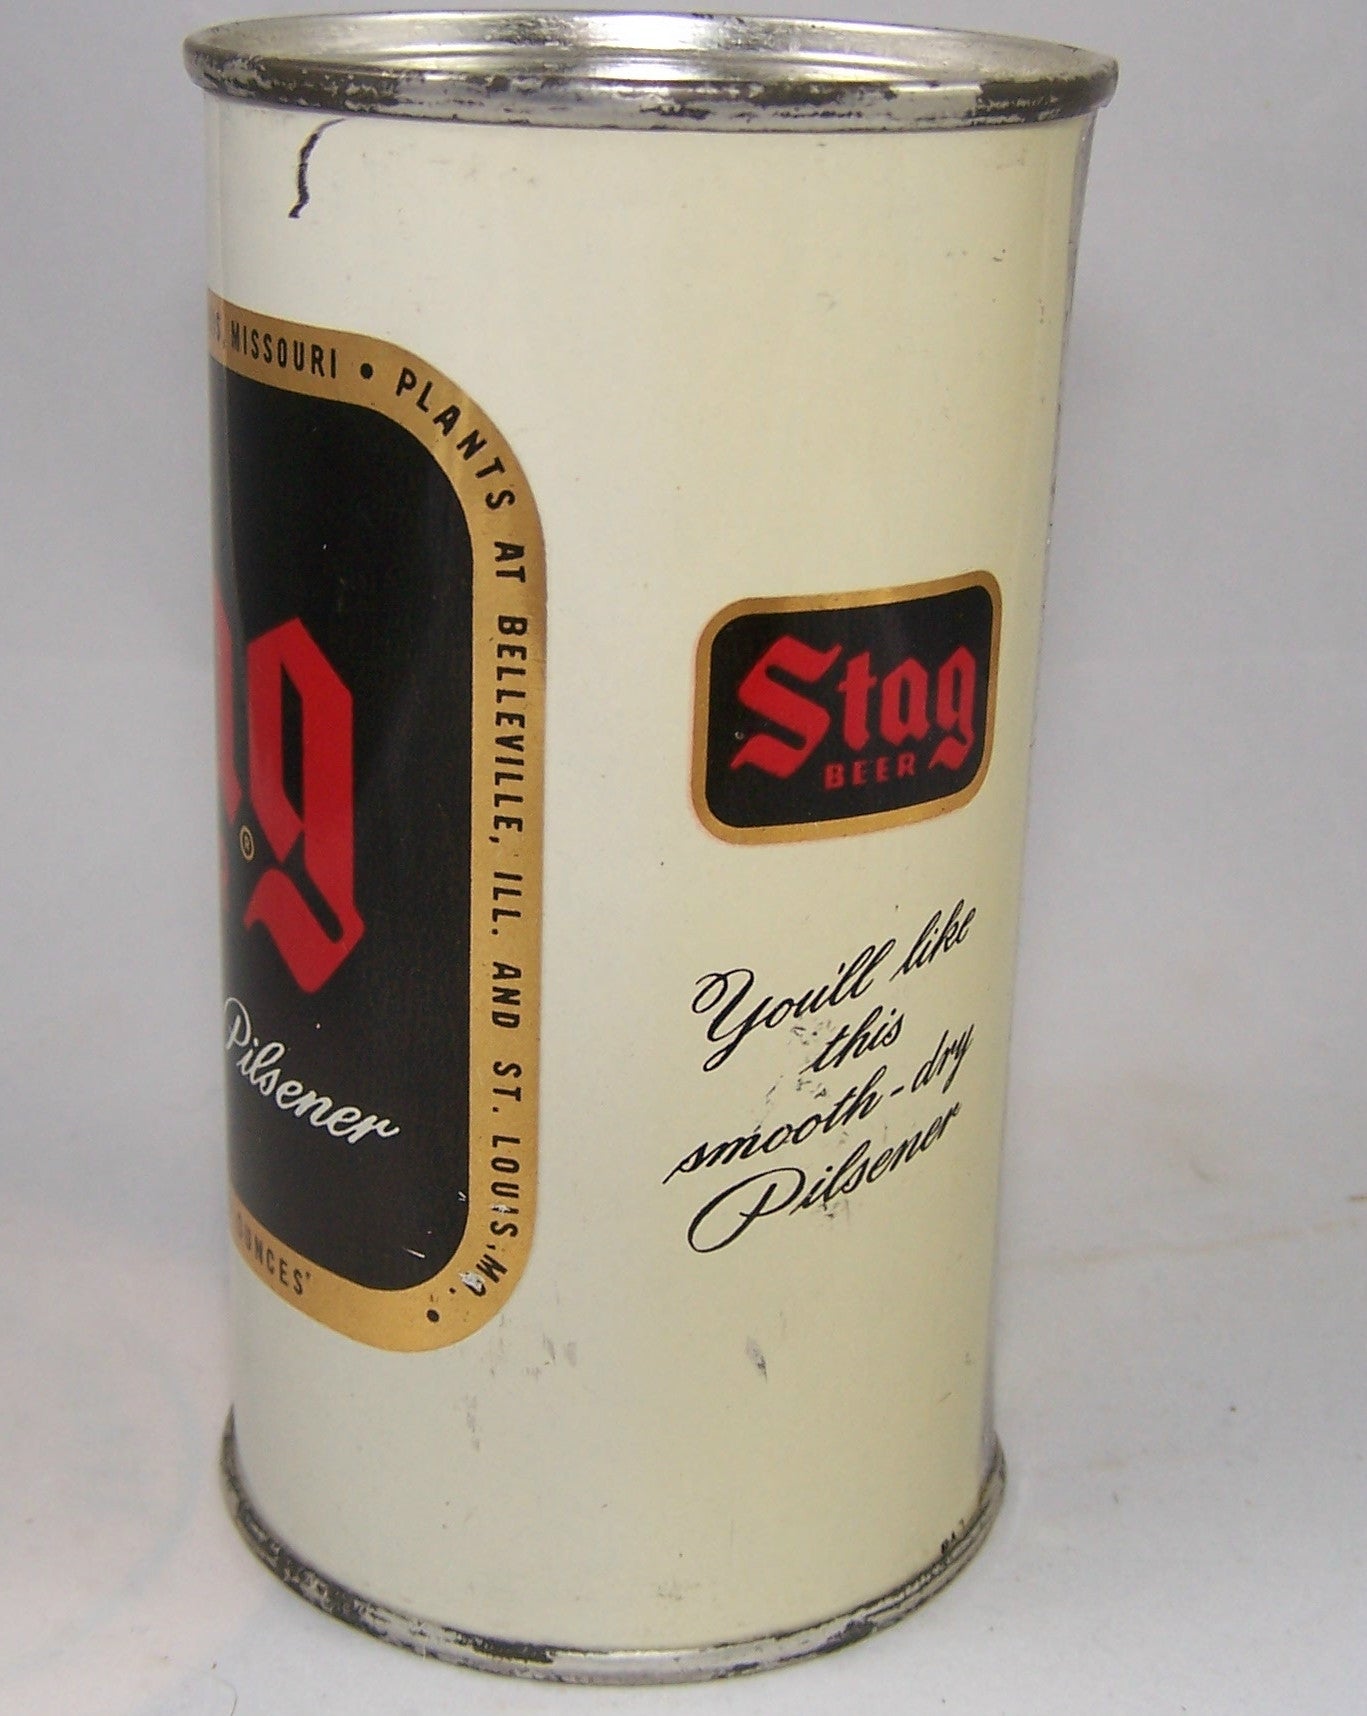 MISSOURI • PLANTS AT BELLEVILLE, ILL. AND ST. LOUIS, MO. •
®
Pilsener
OUNCES
Stag
BEER
You'll like
this
smooth-dry
Pilsener